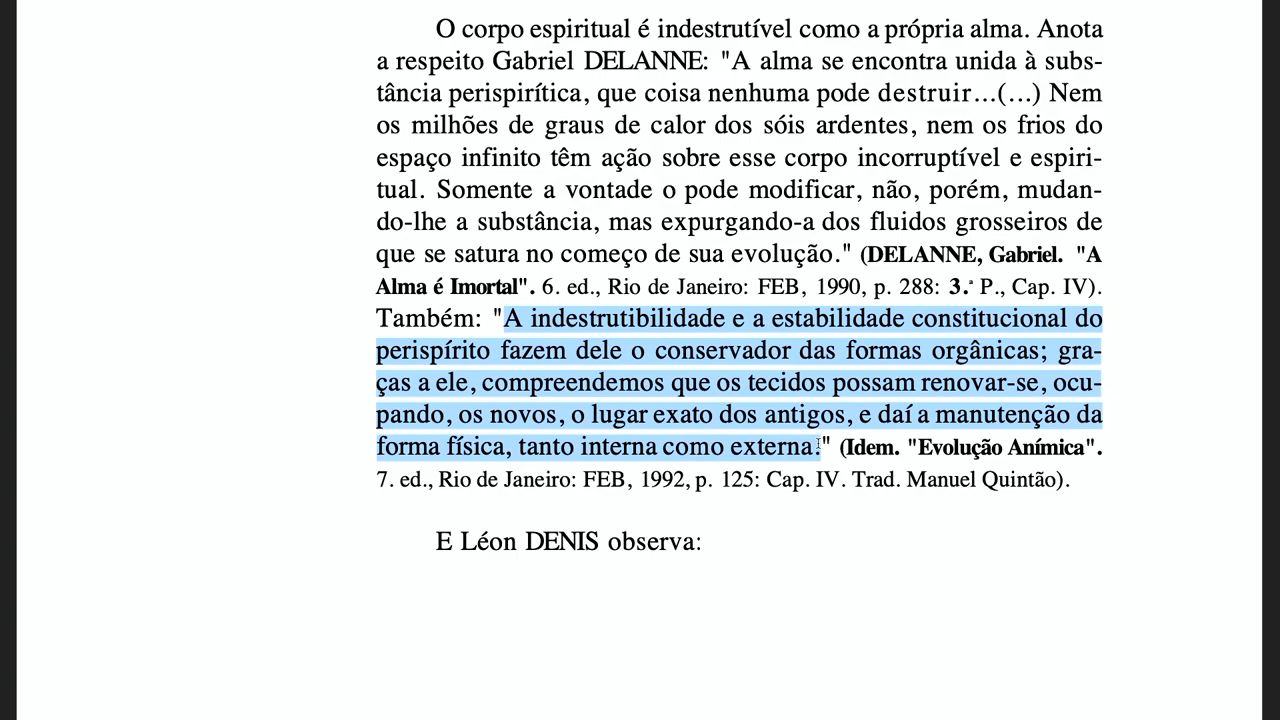 O corpo espiritual é indestrutível como a própria alma. Anota
a respeito Gabriel DELANNE: "A alma se encontra unida à subs-
tância perispirítica, que coisa nenhuma pode destruir...(...) Nem
os milhões de graus de calor dos sóis ardentes, nem os frios do
espaço infinito têm ação sobre esse corpo incorruptível e espiri-
tual. Somente a vontade o pode modificar, não, porém, mudan-
do-lhe a substância, mas expurgando-a dos fluidos grosseiros de
que se satura no começo de sua evolução." (DELANNE, Gabriel. "A
Alma é Imortal". 6. ed., Rio de Janeiro: FEB, 1990, p. 288: 3.ª P., Cap. IV).
Também: "A indestrutibilidade e a estabilidade constitucional do
perispírito fazem dele o conservador das formas orgânicas; gra-
ças a ele, compreendemos que os tecidos possam renovar-se, ocu-
pando, os novos, o lugar exato dos antigos, e daí a manutenção da
forma física, tanto interna como externa." (Idem. "Evolução Anímica".
7. ed., Rio de Janeiro: FEB, 1992, p. 125: Cap. IV. Trad. Manuel Quintão).
E Léon DENIS observa: